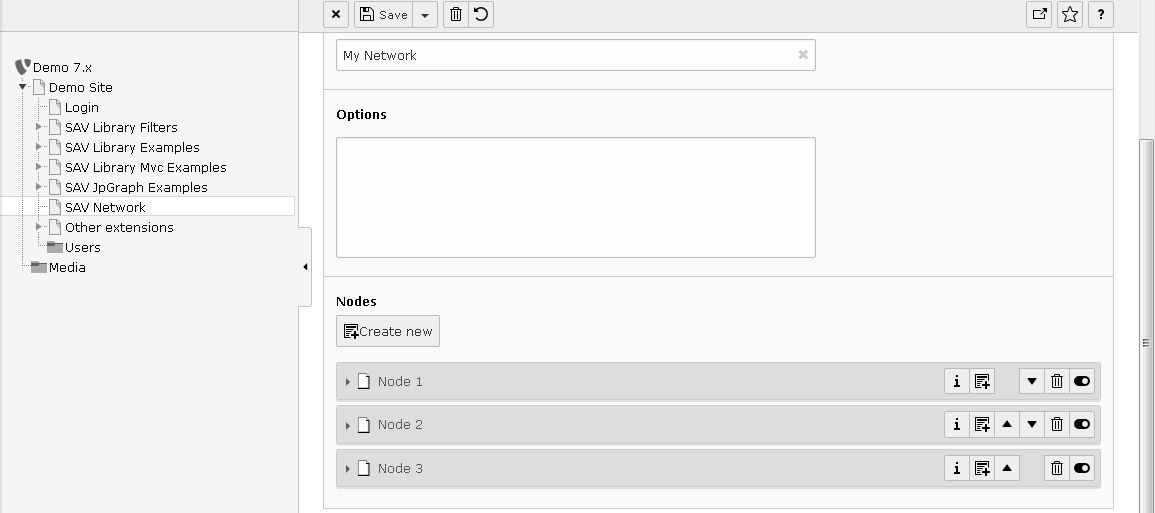 Save
?
Demo 7.x
Demo Site
Login
SAV Library Filters
SAV Library Examples
SAV Library Mvc Examples
SAV JpGraph Examples
SAV Network
Other extensions
Users
Media
My Network
Options
Nodes
Create new
Node 1
Node 2
Node 3